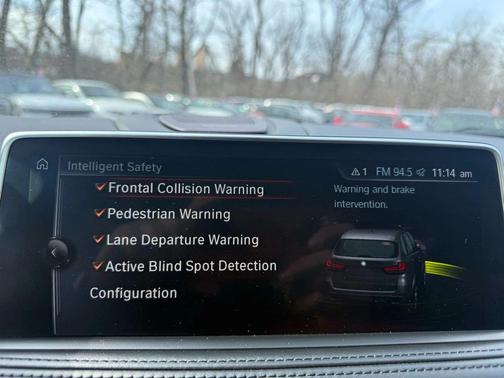 Intelligent Safety
1 FM 94.5 11:14 am
Frontal Collision Warning
Pedestrian Warning
Lane Departure Warning
Active Blind Spot Detection
Configuration
Warning and brake
intervention.